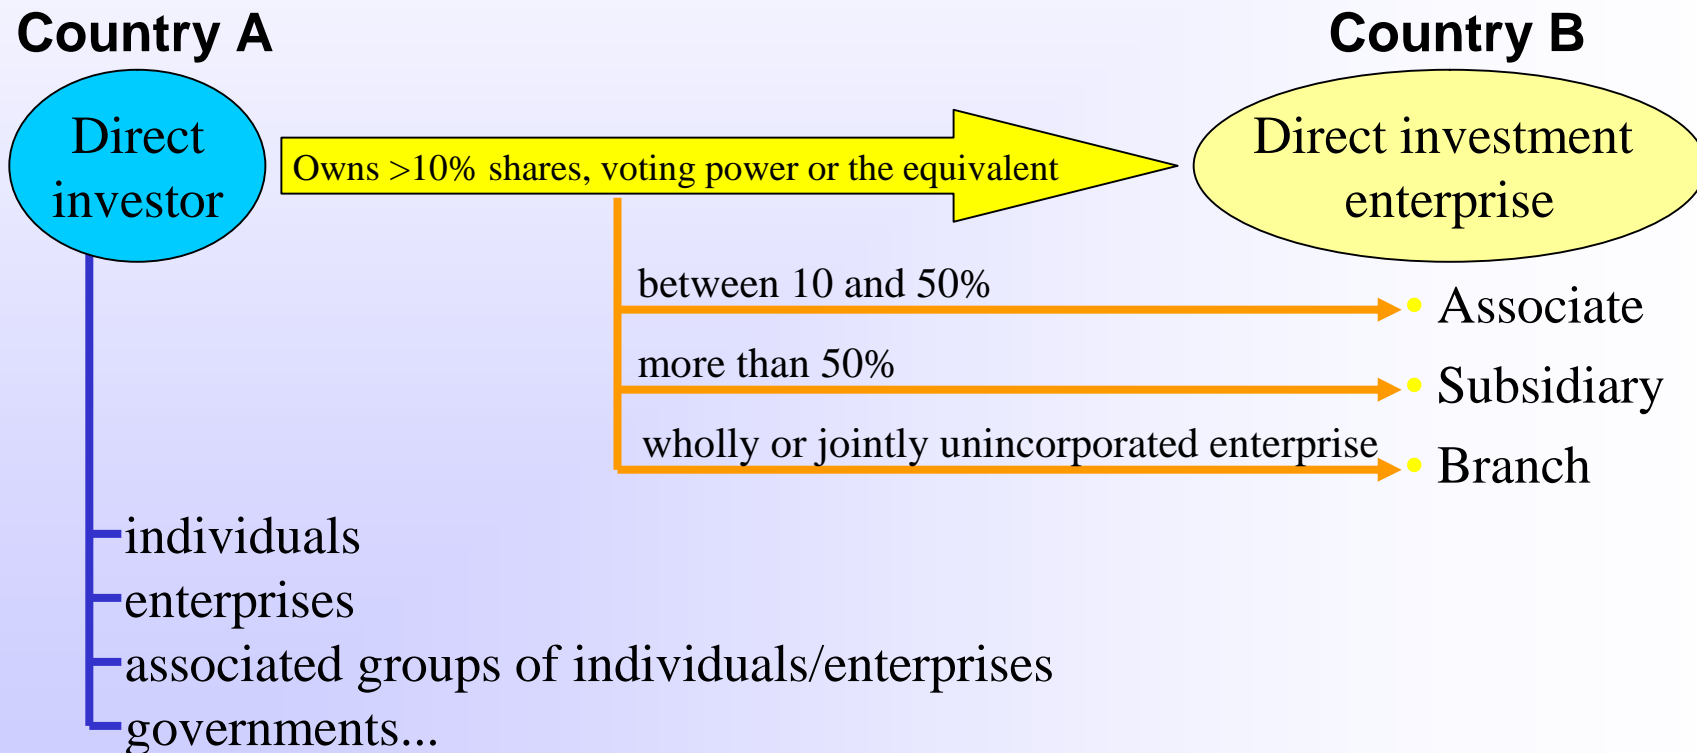 Country A
Country B
Direct
investor
Owns >10% shares, voting power or the equivalent
Direct investment
enterprise
between 10 and 50%
• Associate
more than 50%
• Subsidiary
wholly or jointly unincorporated enterprise
• Branch
individuals
enterprises
associated groups of individuals/enterprises
governments...